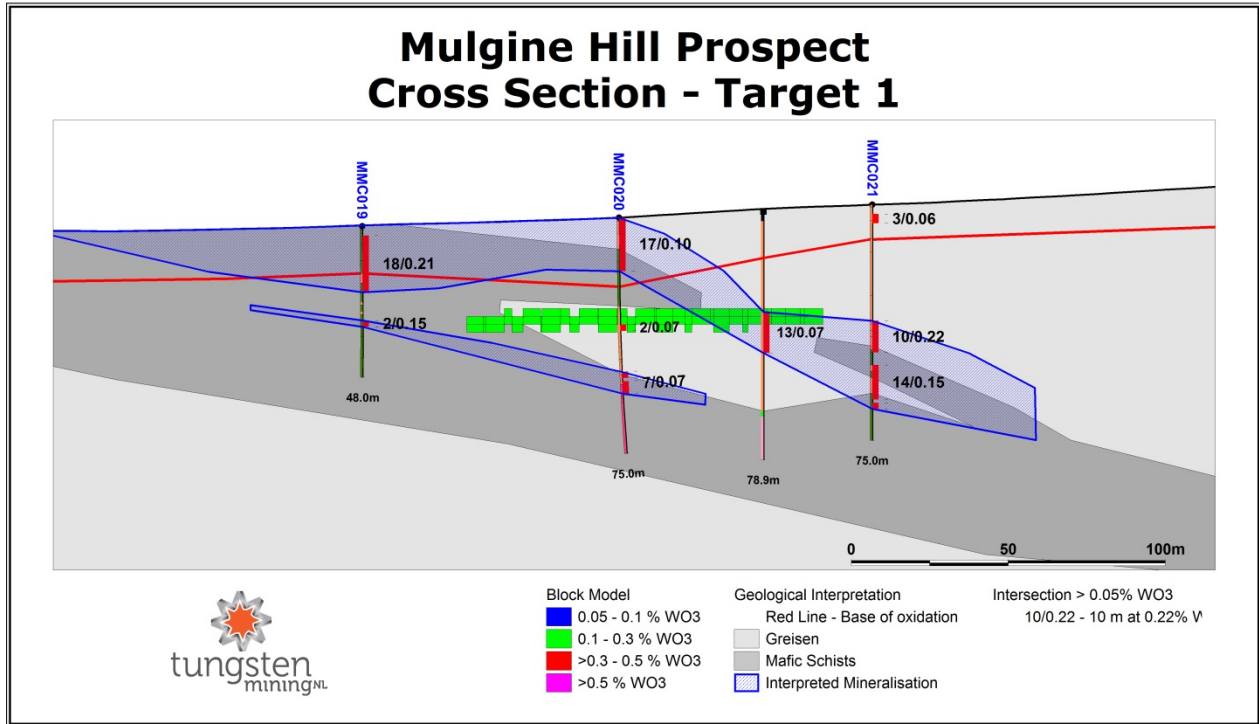 Mulgine Hill Prospect
Cross Section - Target 1
MMC019
MMC020
MMC021
3/0.06
17/0.10
18/0.21
2/0.15
2/0.07
13/0.07
10/0.22
7/0.07
14/0.15
48.0m
75.0m
78.9m
75.0m
0 50 100m
Block Model
0.05 - 0.1 % WO3
0.1 - 0.3 % WO3
>0.3 - 0.5 % WO3
>0.5 % WO3
Geological Interpretation
Red Line - Base of oxidation
Greisen
Mafic Schists
Interpreted Mineralisation
Intersection > 0.05% WO3
10/0.22 - 10 m at 0.22%
tungsten
mining NL